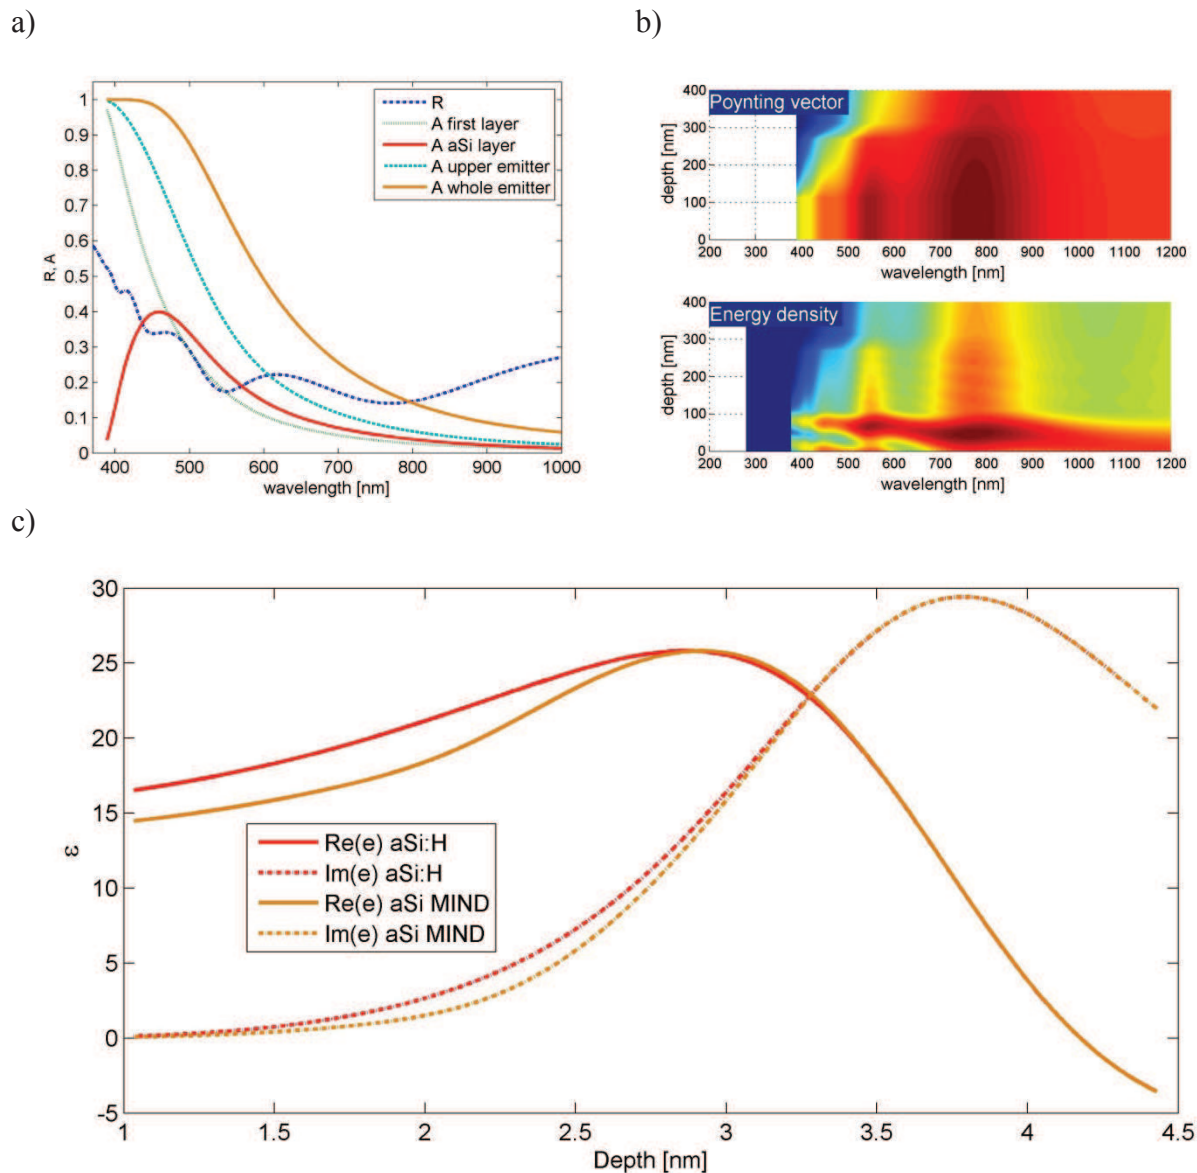 a)
1
0.9
0.8
0.7
0.6
0.5
0.4
0.3
0.2
0.1
0
R, A
R
A first layer
A aSi layer
A upper emitter
A whole emitter
400 500 600 700 800 900 1000
wavelength [nm]
b)
Poynting vector
400
300
200
100
0
depth [nm]
200 300 400 500 600 700 800 900 1000 1100 1200
wavelength [nm]
Energy density
400
300
200
100
0
depth [nm]
200 300 400 500 600 700 800 900 1000 1100 1200
wavelength [nm]
c)
30
25
20
15
10
5
0
-5
ε
Re(e) aSi:H
Im(e) aSi:H
Re(e) aSi MIND
Im(e) aSi MIND
1 1.5 2 2.5 3 3.5 4 4.5
Depth [nm]